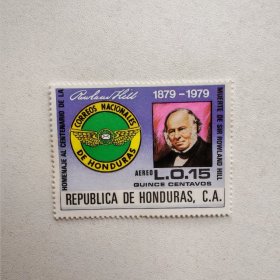 HOMENAJE AL CENTENARIO DE LA
Rowland Hill
1879-1979
MUERTE DE SIR ROWLAND HILL
CORREOS NACIONALES
DE HONDURAS
AEREO L.0.15
QUINCE CENTAVOS
REPUBLICA DE HONDURAS, C.A.